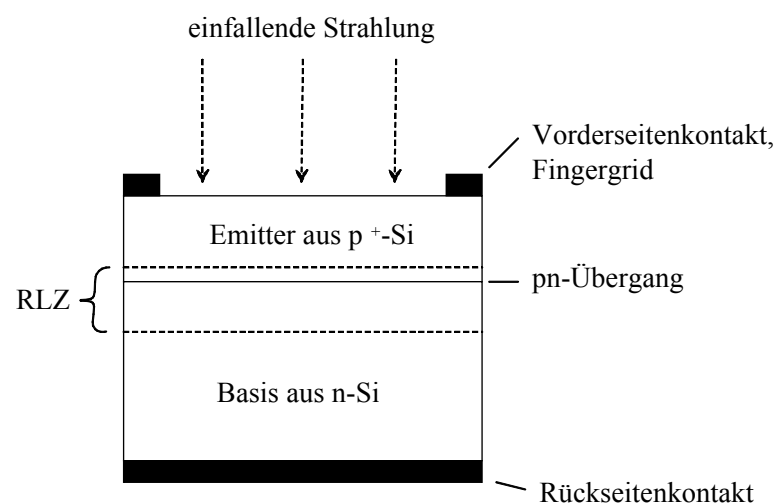 einfallende Strahlung
Vorderseitenkontakt,
Fingergrid
Emitter aus p +-Si
pn-Übergang
RLZ
Basis aus n-Si
Rückseitenkontakt